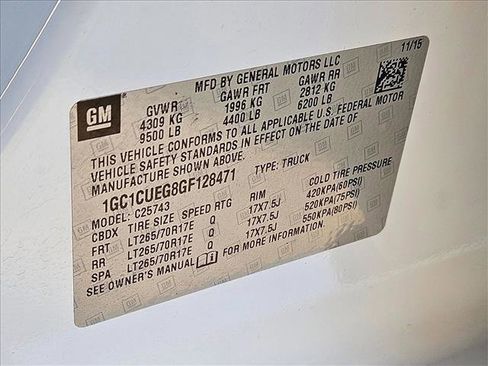 GM
MFD BY GENERAL MOTORS LLC
11/15
GVWR GAWR FRT GAWR RR
4309 KG 1996 KG 2812 KG
9500 LB 4400 LB 6200 LB
THIS VEHICLE CONFORMS TO ALL APPLICABLE U.S. FEDERAL MOTOR
VEHICLE SAFETY STANDARDS IN EFFECT ON THE DATE OF
MANUFACTURE SHOWN ABOVE.
1GC1CUEG8GF128471 TYPE: TRUCK
MODEL: C25743
CBDX TIRE SIZE SPEED RTG RIM COLD TIRE PRESSURE
FRT LT265/70R17E Q 17X7.5J 420KPA(60PSI)
RR LT265/70R17E Q 17X7.5J 520KPA(75PSI)
SPA LT265/70R17E Q 17X7.5J 550KPA(80PSI)
SEE OWNER'S MANUAL FOR MORE INFORMATION.